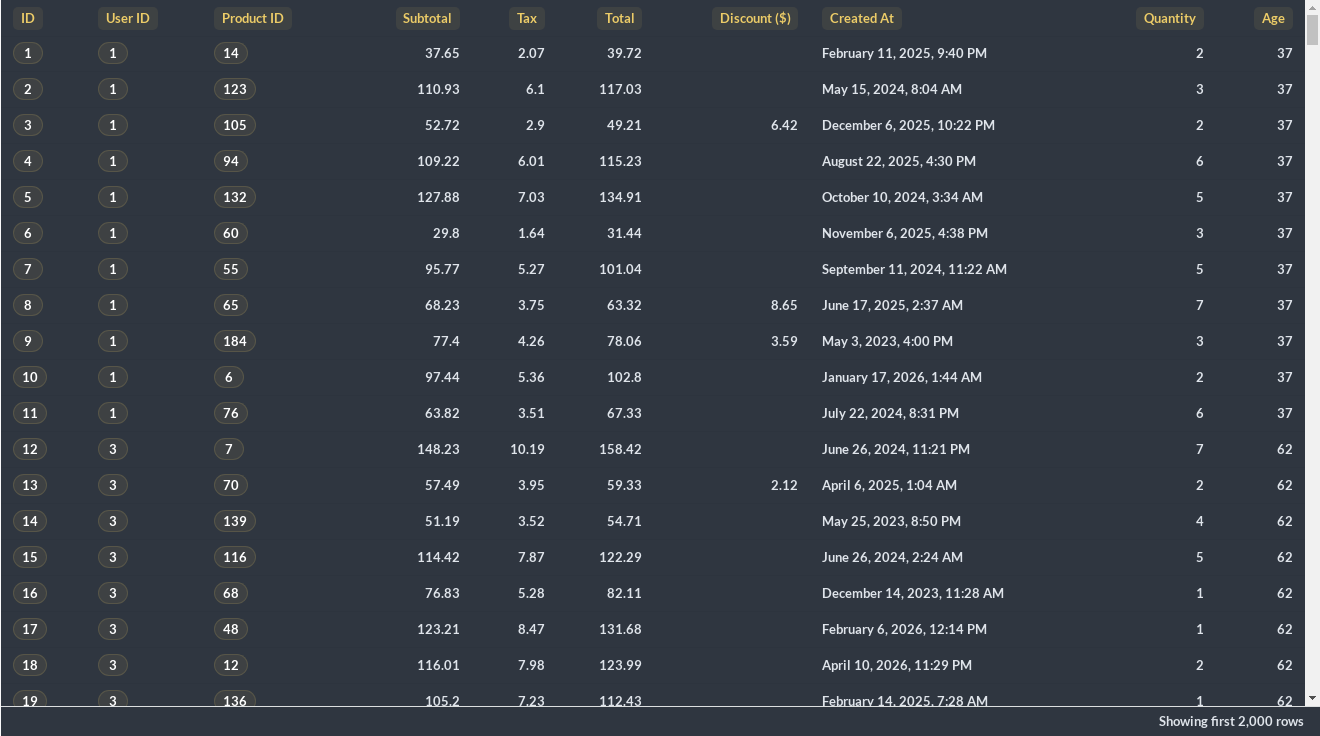 ID User ID Product ID Subtotal Tax Total Discount ($) Created At Quantity Age
1 1 14 37.65 2.07 39.72 February 11, 2025, 9:40 PM 2 37
2 1 123 110.93 6.1 117.03 May 15, 2024, 8:04 AM 3 37
3 1 105 52.72 2.9 49.21 6.42 December 6, 2025, 10:22 PM 2 37
4 1 94 109.22 6.01 115.23 August 22, 2025, 4:30 PM 6 37
5 1 132 127.88 7.03 134.91 October 10, 2024, 3:34 AM 5 37
6 1 60 29.8 1.64 31.44 November 6, 2025, 4:38 PM 3 37
7 1 55 95.77 5.27 101.04 September 11, 2024, 11:22 AM 5 37
8 1 65 68.23 3.75 63.32 8.65 June 17, 2025, 2:37 AM 7 37
9 1 184 77.4 4.26 78.06 3.59 May 3, 2023, 4:00 PM 3 37
10 1 6 97.44 5.36 102.8 January 17, 2026, 1:44 AM 2 37
11 1 76 63.82 3.51 67.33 July 22, 2024, 8:31 PM 6 37
12 3 7 148.23 10.19 158.42 June 26, 2024, 11:21 PM 7 62
13 3 70 57.49 3.95 59.33 2.12 April 6, 2025, 1:04 AM 2 62
14 3 139 51.19 3.52 54.71 May 25, 2023, 8:50 PM 4 62
15 3 116 114.42 7.87 122.29 June 26, 2024, 2:24 AM 5 62
16 3 68 76.83 5.28 82.11 December 14, 2023, 11:28 AM 1 62
17 3 48 123.21 8.47 131.68 February 6, 2026, 12:14 PM 1 62
18 3 12 116.01 7.98 123.99 April 10, 2026, 11:29 PM 2 62
19 3 136 105.2 7.23 112.43 February 14, 2025, 7:28 AM 1 62
Showing first 2,000 rows